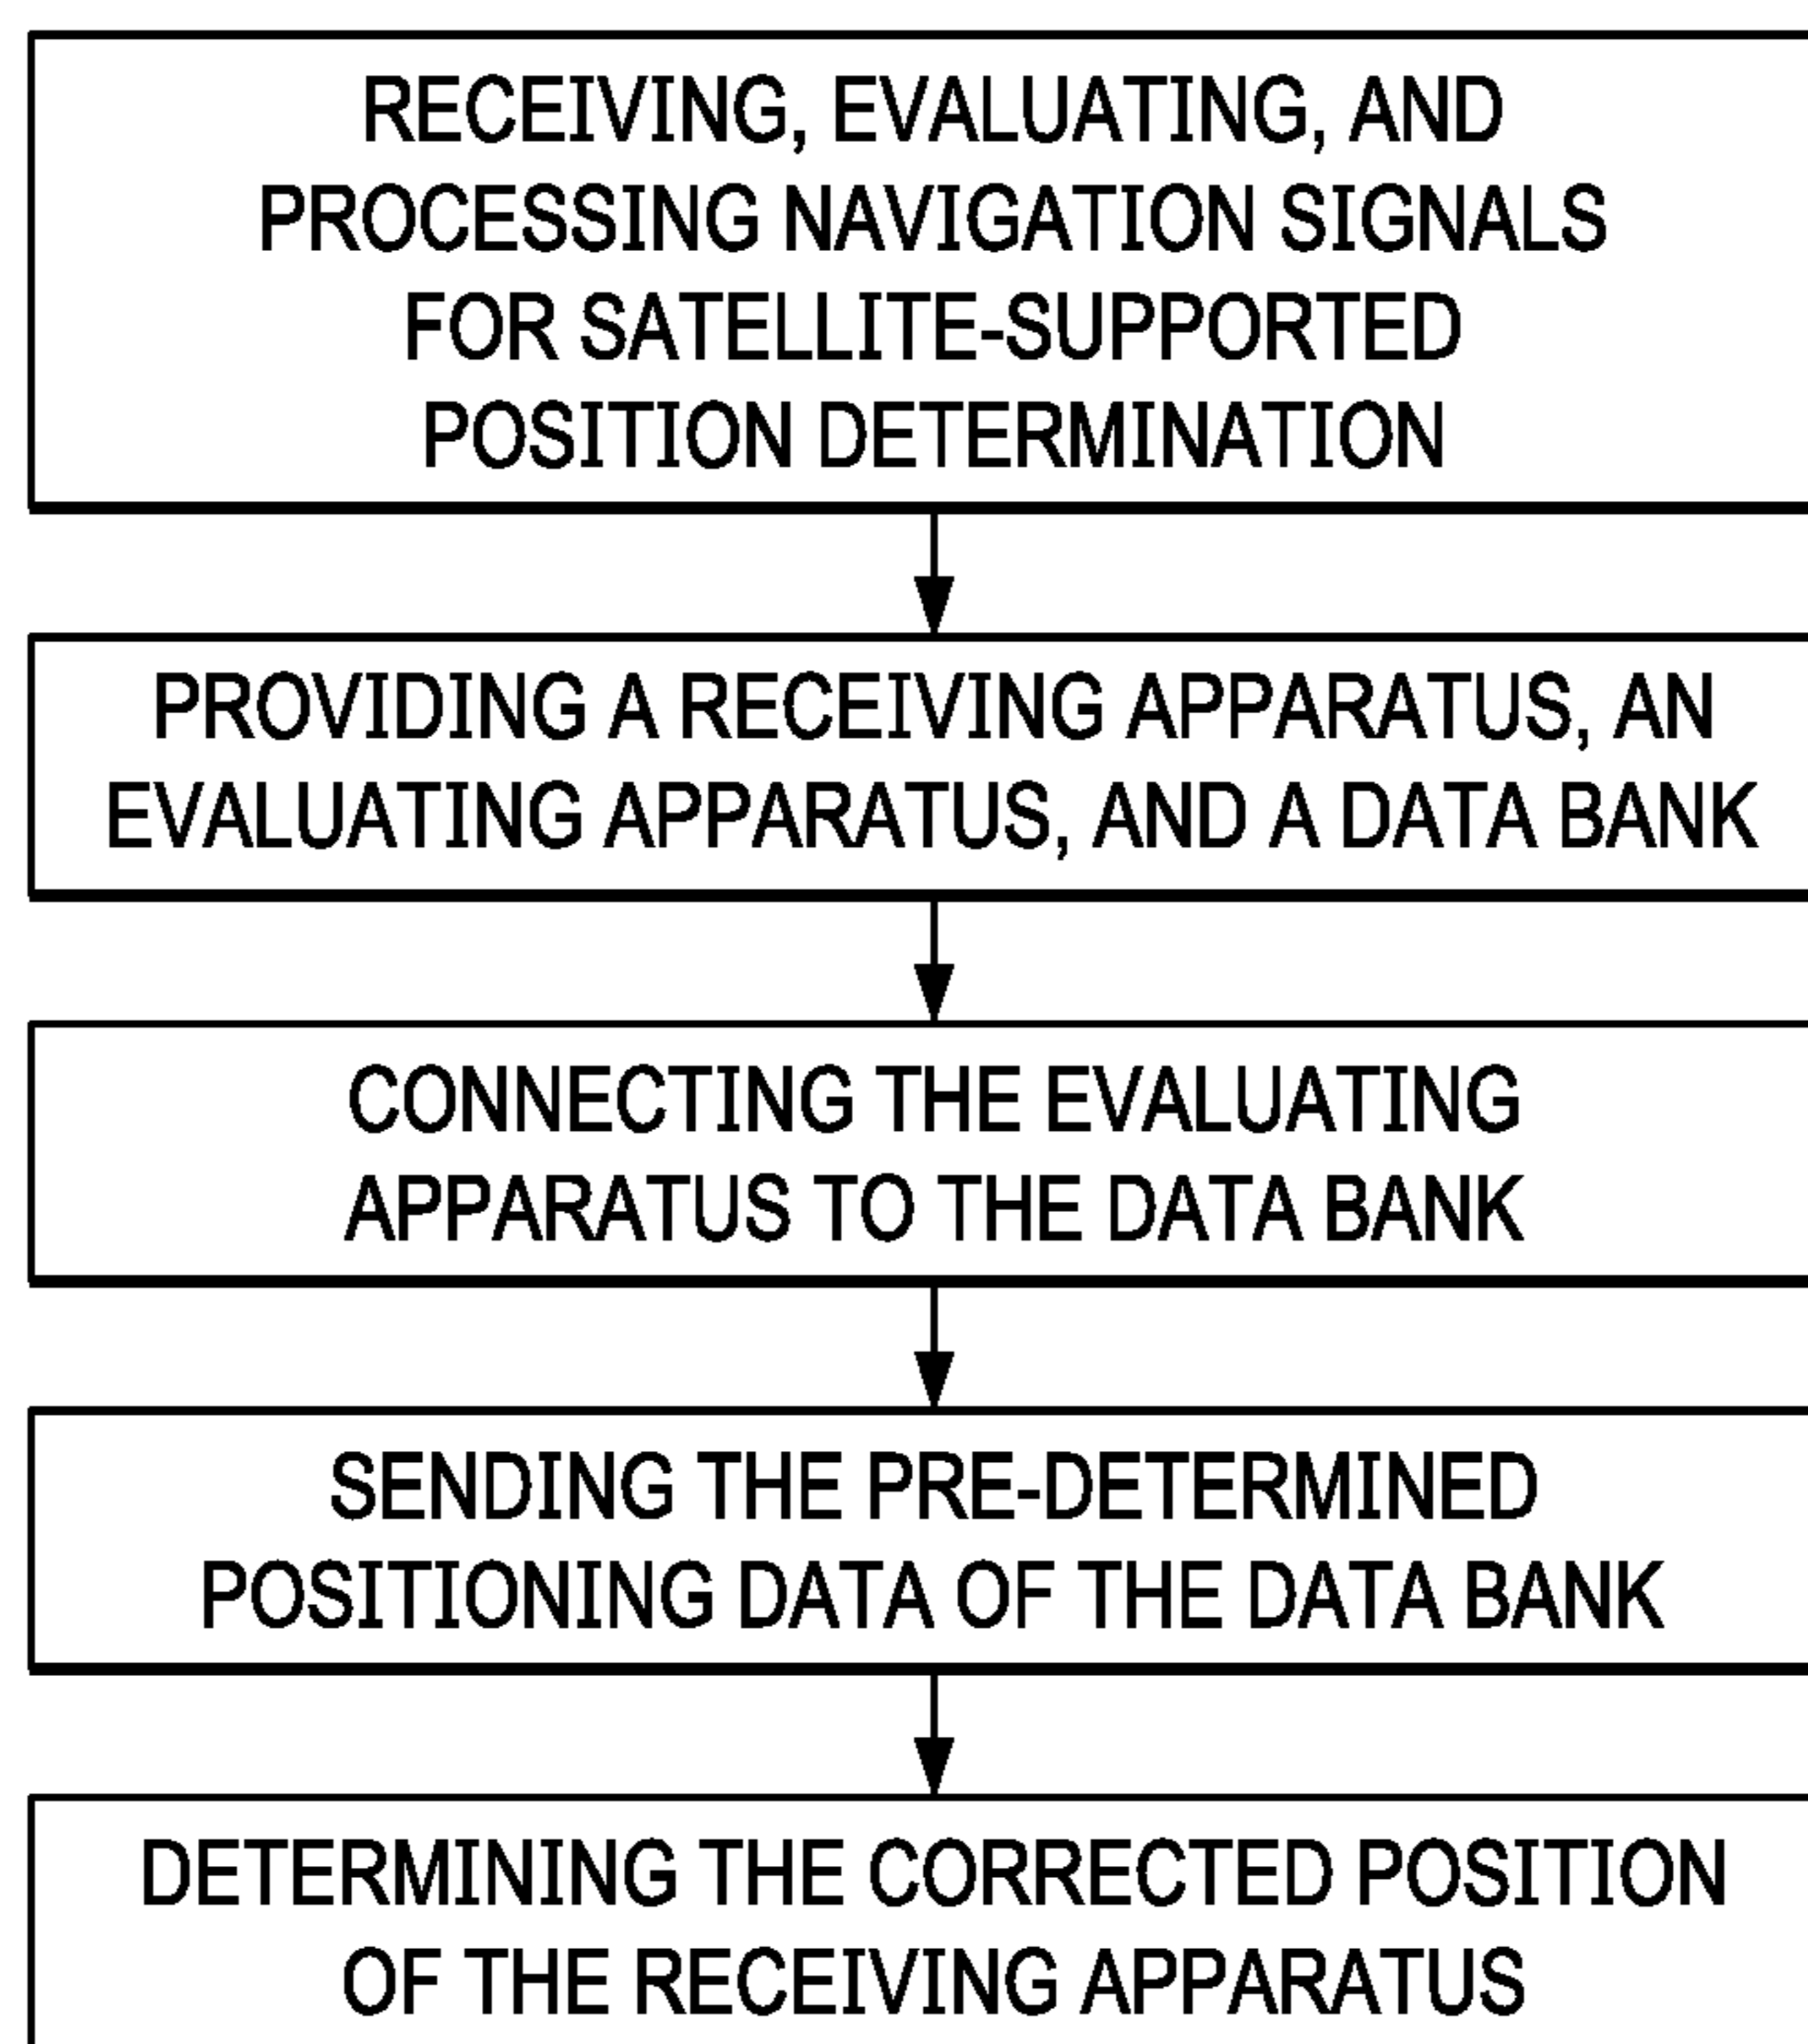 RECEIVING, EVALUATING, AND
PROCESSING NAVIGATION SIGNALS
FOR SATELLITE-SUPPORTED
POSITION DETERMINATION
PROVIDING A RECEIVING APPARATUS, AN
EVALUATING APPARATUS, AND A DATA BANK
CONNECTING THE EVALUATING
APPARATUS TO THE DATA BANK
SENDING THE PRE-DETERMINED
POSITIONING DATA OF THE DATA BANK
DETERMINING THE CORRECTED POSITION
OF THE RECEIVING APPARATUS